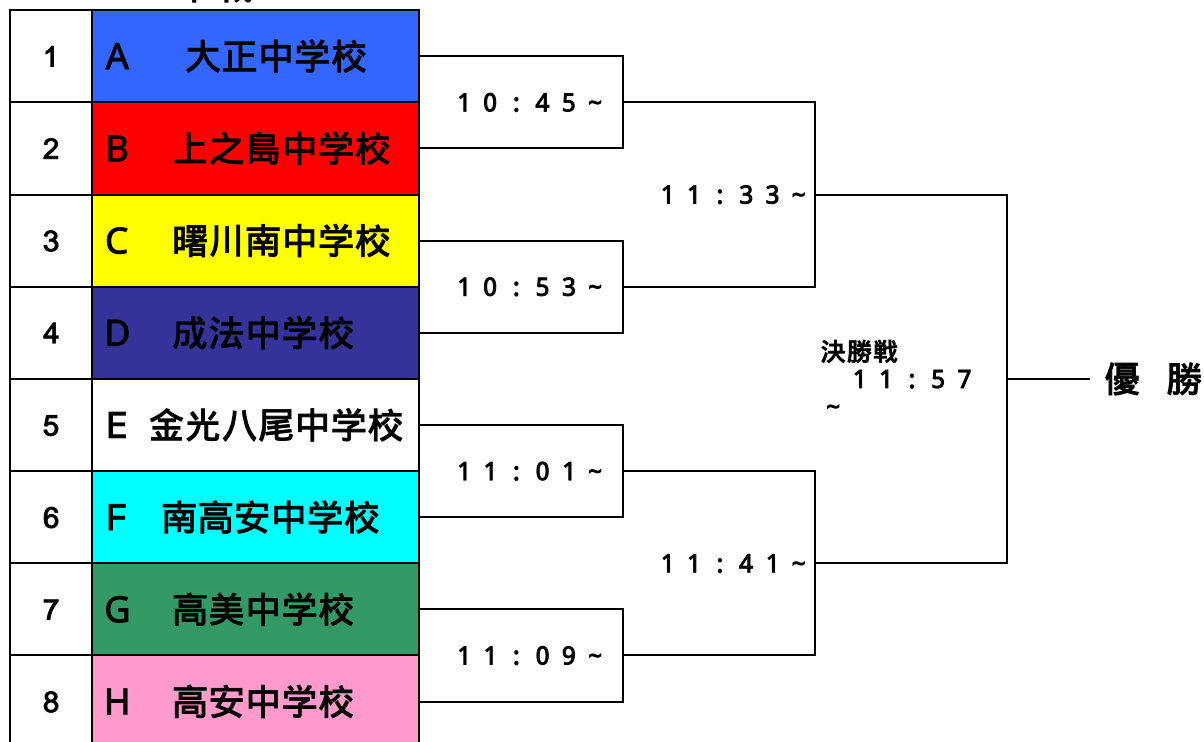 1 A 大正中学校
10:45~
2 B 上之島中学校
11:33~
3 C 曙川南中学校
10:53~
4 D 成法中学校
決勝戦
11:57
~
優 勝
5 E 金光八尾中学校
11:01~
6 F 南高安中学校
11:41~
7 G 高美中学校
11:09~
8 H 高安中学校